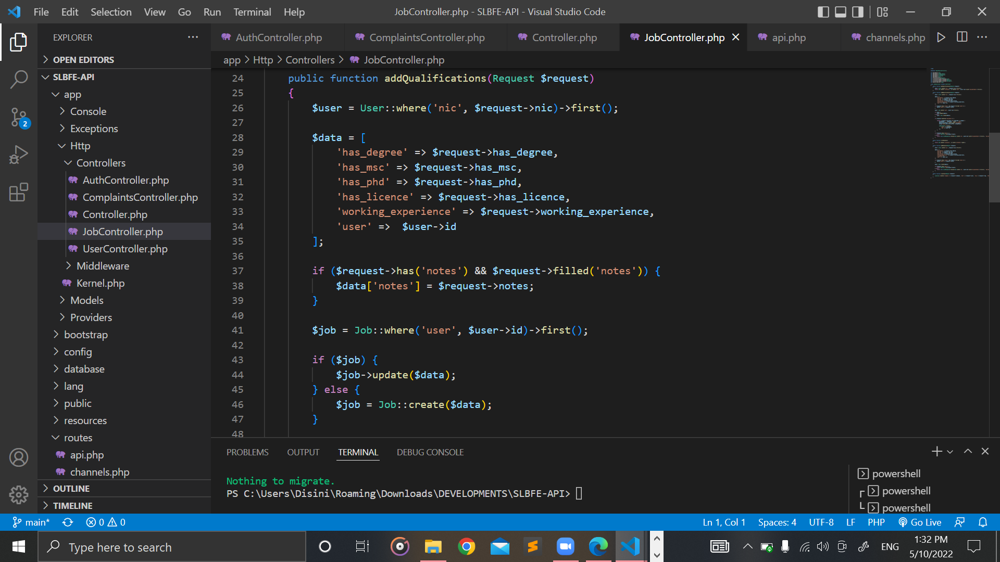 File Edit Selection View Go Run Terminal Help
JobController.php - SLBFE-API - Visual Studio Code
EXPLORER
OPEN EDITORS
SLBFE-API
app
Console
Exceptions
Http
Controllers
AuthController.php
ComplaintsController.php
Controller.php
JobController.php
UserController.php
Middleware
Kernel.php
Models
Providers
bootstrap
config
database
lang
public
resources
routes
api.php
channels.php
OUTLINE
TIMELINE
2
AuthController.php ComplaintsController.php Controller.php JobController.php api.php channels.php
app > Http > Controllers > JobController.php
24 public function addQualifications(Request $request)
25 {
26 $user = User::where('nic', $request->nic)->first();
27
28 $data = [
29 'has_degree' => $request->has_degree,
30 'has_msc' => $request->has_msc,
31 'has_phd' => $request->has_phd,
32 'has_licence' => $request->has_licence,
33 'working_experience' => $request->working_experience,
34 'user' => $user->id
35 ];
36
37 if ($request->has('notes') && $request->filled('notes')) {
38 $data['notes'] = $request->notes;
39 }
40
41 $job = Job::where('user', $user->id)->first();
42
43 if ($job) {
44 $job->update($data);
45 } else {
46 $job = Job::create($data);
47 }
48
PROBLEMS OUTPUT TERMINAL DEBUG CONSOLE
Nothing to migrate.
PS C:\Users\Disini\Roaming\Downloads\DEVELOPMENTS\SLBFE-API>
powershell
powershell
powershell
main* 0 0
Ln 1, Col 1 Spaces: 4 UTF-8 LF PHP Go Live
Type here to search
ENG
1:32 PM
5/10/2022